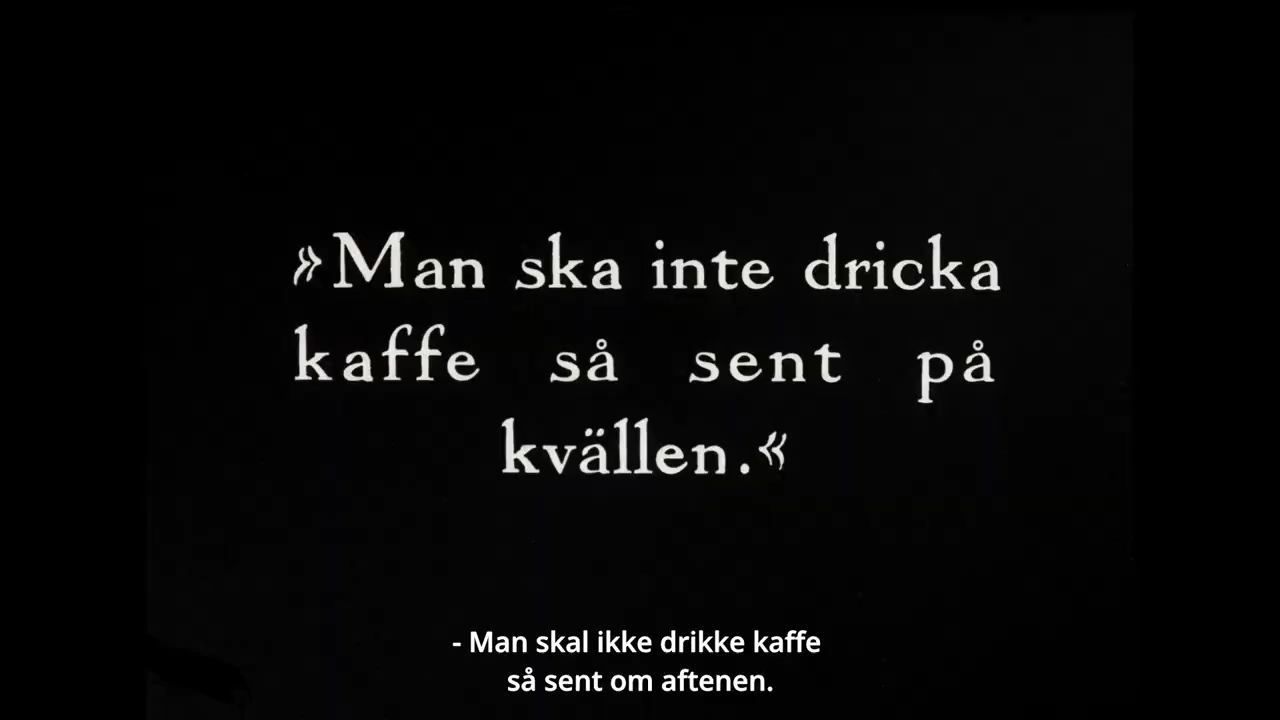 »Man ska inte dricka
kaffe så sent på
kvällen.«
- Man skal ikke drikke kaffe
så sent om aftenen.